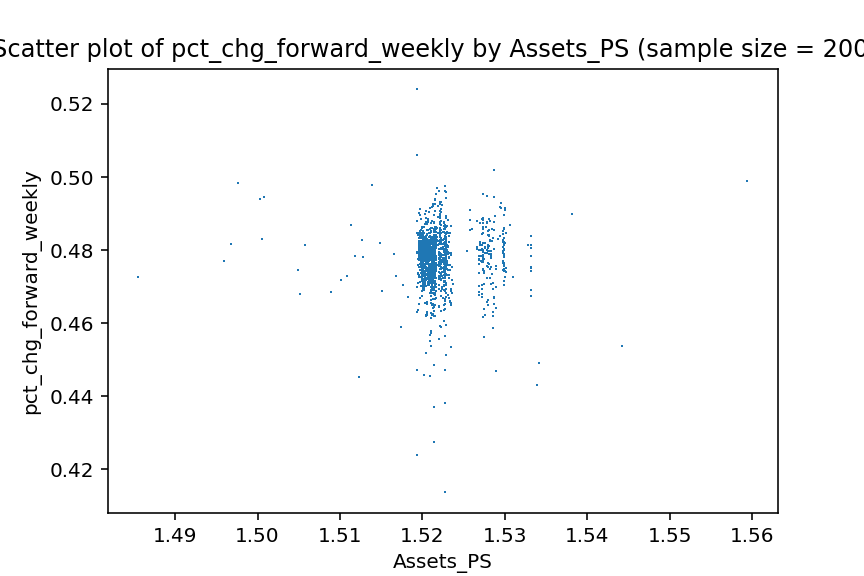 Scatter plot of pct_chg_forward_weekly by Assets_PS (sample size = 200
0.52
0.50
0.48
0.46
0.44
0.42
pct_chg_forward_weekly
1.49 1.50 1.51 1.52 1.53 1.54 1.55 1.56
Assets_PS